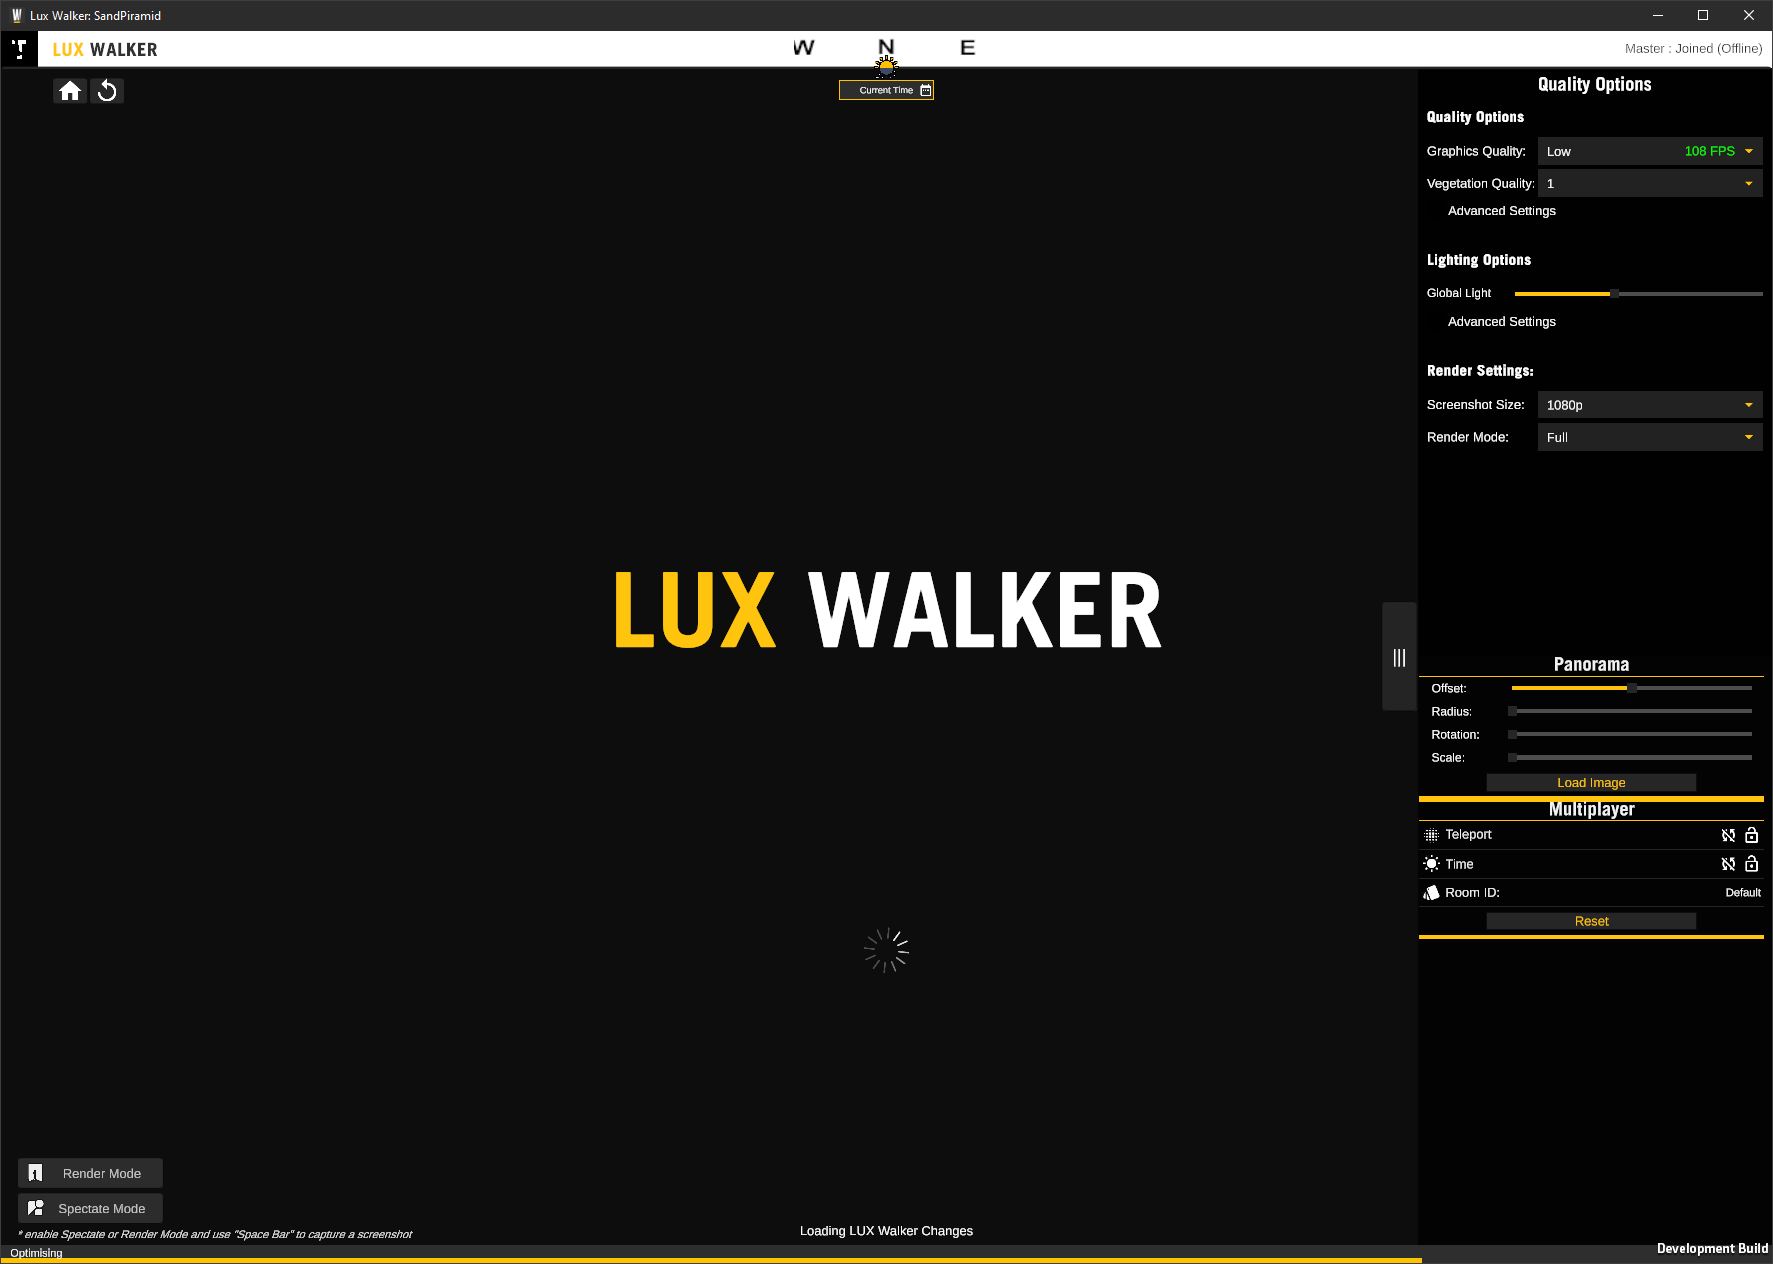 Lux Walker: SandPiramid
LUX WALKER
W N E
Master : Joined (Offline)
Current Time
Quality Options
Quality Options
Graphics Quality: Low 108 FPS
Vegetation Quality: 1
Advanced Settings
Lighting Options
Global Light
Advanced Settings
Render Settings:
Screenshot Size: 1080p
Render Mode: Full
LUX WALKER
Panorama
Offset:
Radius:
Rotation:
Scale:
Load Image
Multiplayer
Teleport
Time
Room ID: Default
Reset
Render Mode
Spectate Mode
* enable Spectate or Render Mode and use "Space Bar" to capture a screenshot
Loading LUX Walker Changes
Optimising
Development Build